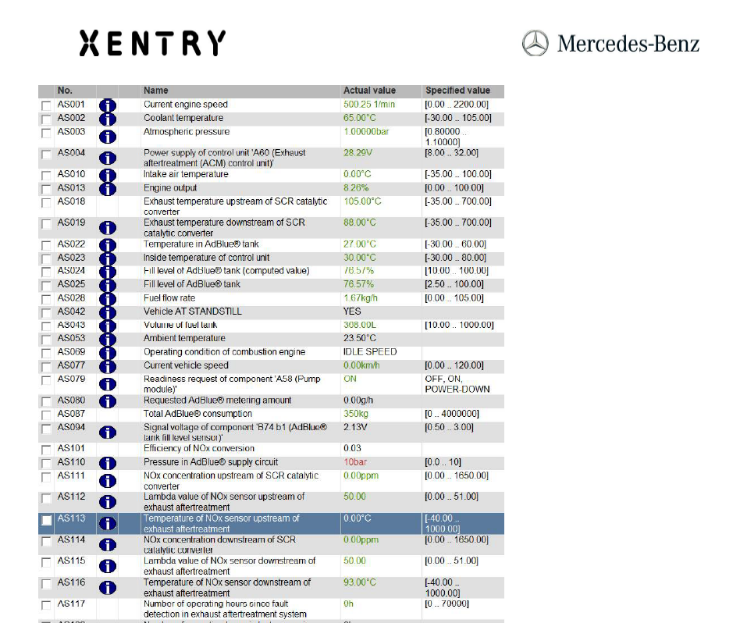 XENTRY
Mercedes-Benz
No. Name Actual value Specified value
AS001 Current engine speed 500.25 1/min [0.00 .. 2200.00]
AS002 Coolant temperature 65.00°C [-30.00 .. 105.00]
AS003 Atmospheric pressure 1.00000bar [0.80000 ..
1.10000]
AS004 Power supply of control unit 'A60 (Exhaust 28.29V [8.00 .. 32.00]
aftertreatment (ACM) control unit)'
AS010 Intake air temperature 0.00°C [-35.00 .. 100.00]
AS013 Engine output 8.26% [0.00 .. 100.00]
AS018 Exhaust temperature upstream of SCR catalytic 105.00°C [-35.00 .. 700.00]
converter
AS019 Exhaust temperature downstream of SCR 88.00°C [-35.00 .. 700.00]
catalytic converter
AS022 Temperature in AdBlue® tank 27.00°C [-30.00 .. 60.00]
AS023 Inside temperature of control unit 30.00°C [-30.00 .. 80.00]
AS024 Fill level of AdBlue® tank (computed value) 76.57% [10.00 .. 100.00]
AS025 Fill level of AdBlue® tank 76.57% [2.50 .. 100.00]
AS028 Fuel flow rate 1.67kg/h [0.00 .. 105.00]
AS042 Vehicle AT STANDSTILL YES
AS043 Volume of fuel tank 308.00L [10.00 .. 1000.00]
AS053 Ambient temperature 23.50°C
AS069 Operating condition of combustion engine IDLE SPEED
AS077 Current vehicle speed 0.00km/h [0.00 .. 120.00]
AS079 Readiness request of component 'A58 (Pump ON OFF, ON,
module)' POWER-DOWN
AS080 Requested AdBlue® metering amount 0.00g/h
AS087 Total AdBlue® consumption 350kg [0 .. 4000000]
AS094 Signal voltage of component 'B74 b1 (AdBlue® 2.13V [0.50 .. 3.00]
tank fill level sensor)'
AS101 Efficiency of NOx conversion 0.03
AS110 Pressure in AdBlue® supply circuit 10bar [0.0 .. 10]
AS111 NOx concentration upstream of SCR catalytic 0.00ppm [0.00 .. 1650.00]
converter
AS112 Lambda value of NOx sensor upstream of 50.00 [0.00 .. 51.00]
exhaust aftertreatment
AS113 Temperature of NOx sensor upstream of 0.00°C [-40.00 ..
exhaust aftertreatment 1000.00]
AS114 NOx concentration downstream of SCR 0.00ppm [0.00 .. 1650.00]
catalytic converter
AS115 Lambda value of NOx sensor downstream of 50.00 [0.00 .. 51.00]
exhaust aftertreatment
AS116 Temperature of NOx sensor downstream of 93.00°C [-40.00 ..
exhaust aftertreatment 1000.00]
AS117 Number of operating hours since fault 0h [0 .. 70000]
detection in exhaust aftertreatment system